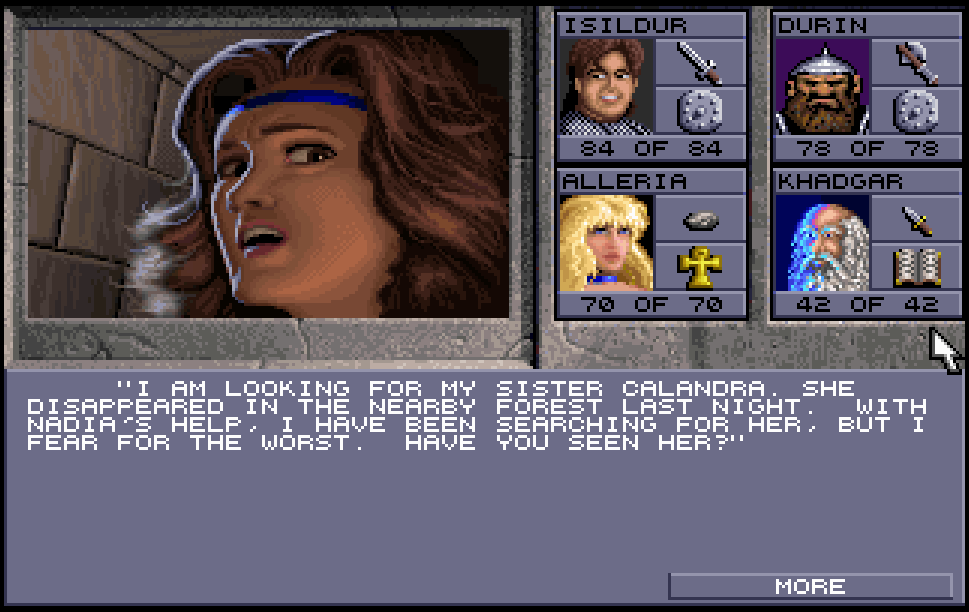 ISILDUR
DURIN
84 OF 84
78 OF 78
ALLERIA
KHADGAR
70 OF 70
42 OF 42
"I AM LOOKING FOR MY SISTER CALANDRA. SHE
DISAPPEARED IN THE NEARBY FOREST LAST NIGHT. WITH
NADIA'S HELP, I HAVE BEEN SEARCHING FOR HER, BUT I
FEAR FOR THE WORST. HAVE YOU SEEN HER?"
MORE